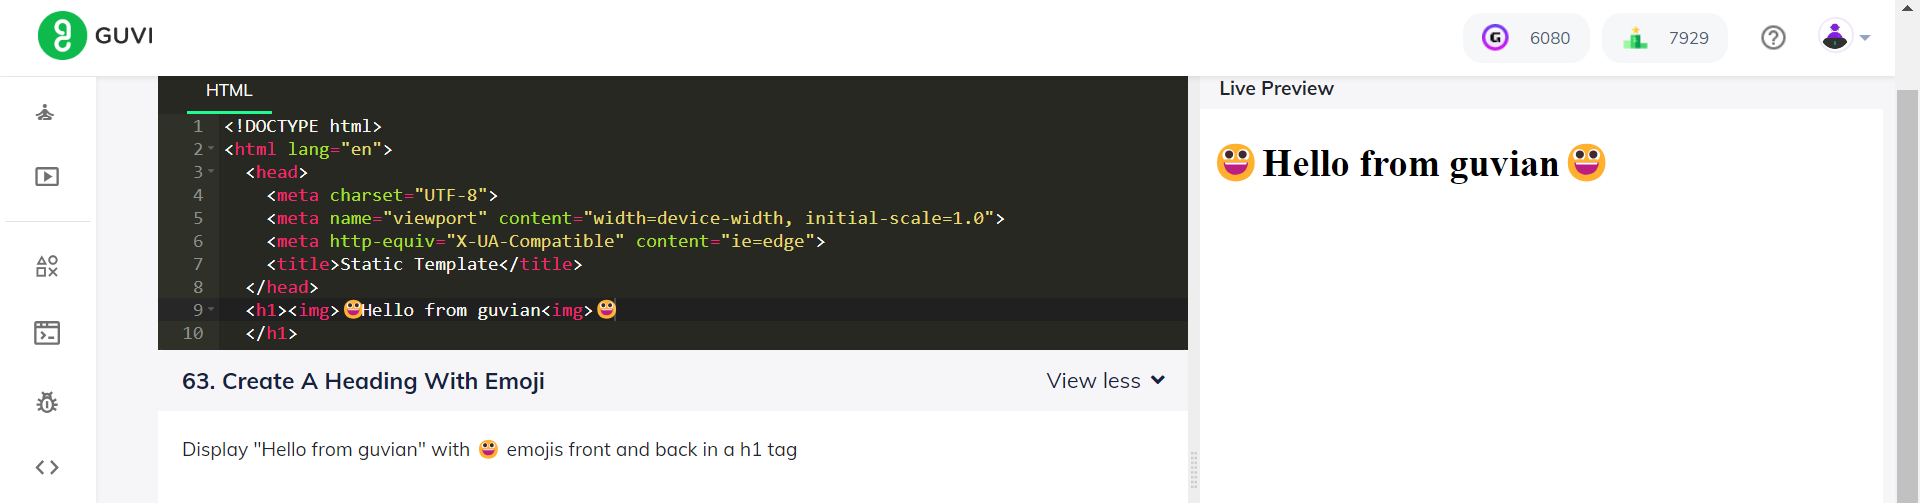 GUVI
6080
7929
HTML
Live Preview
1 <!DOCTYPE html>
2 <html lang="en">
3 <head>
4 <meta charset="UTF-8">
5 <meta name="viewport" content="width=device-width, initial-scale=1.0">
6 <meta http-equiv="X-UA-Compatible" content="ie=edge">
7 <title>Static Template</title>
8 </head>
9 <h1><img>😀Hello from guvian<img>😀
10 </h1>
😀 Hello from guvian 😀
63. Create A Heading With Emoji
View less
Display "Hello from guvian" with 😀 emojis front and back in a h1 tag